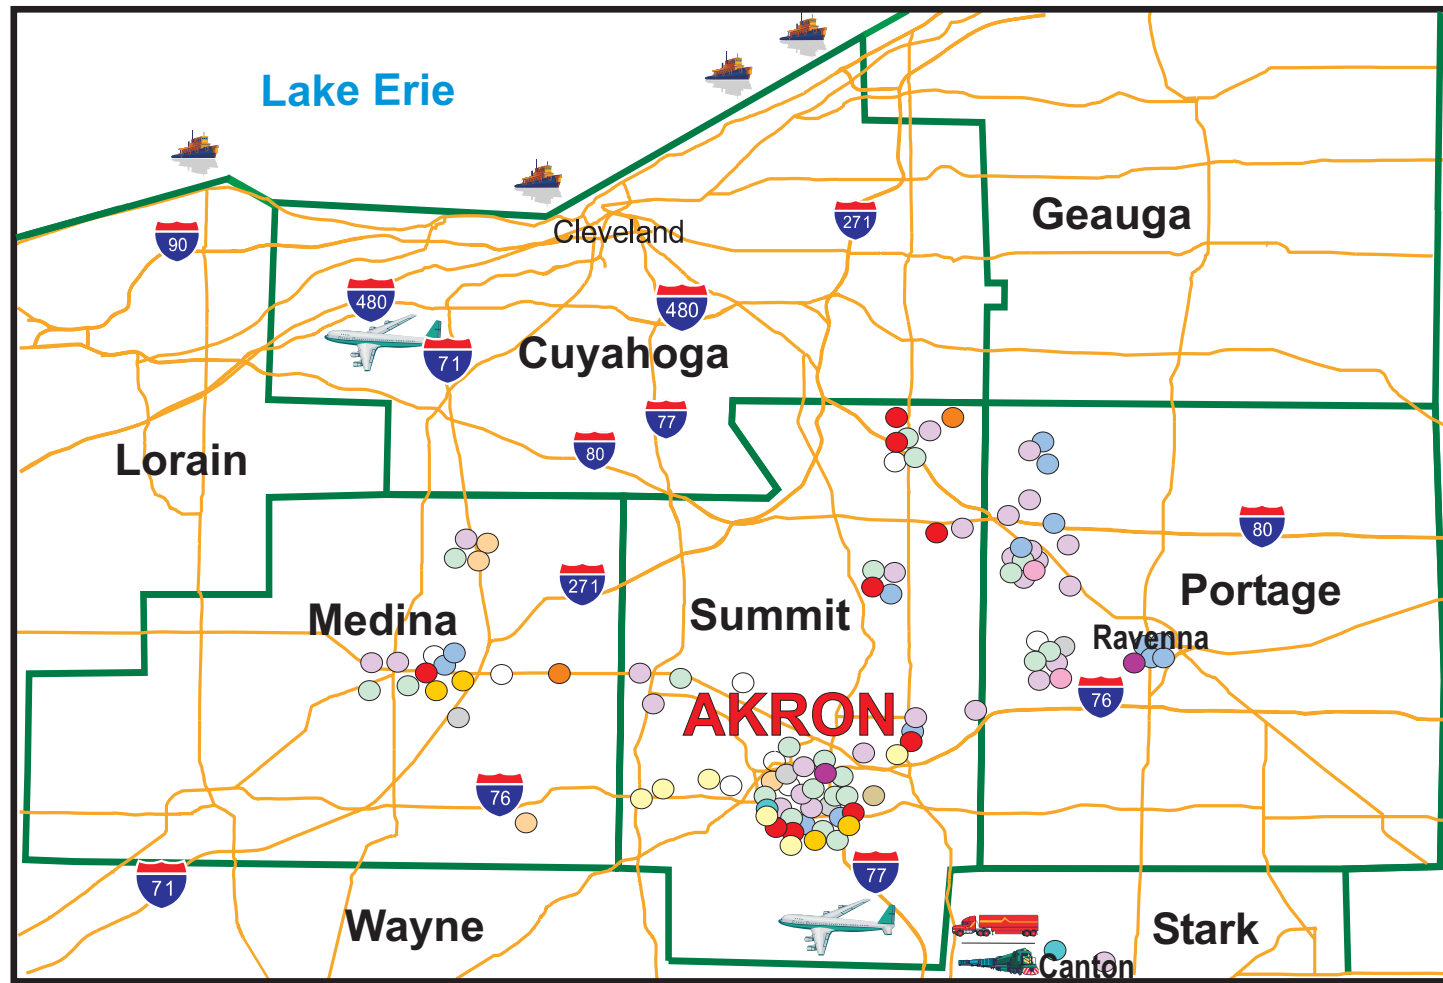 Lake Erie
Geauga
271
90
Cleveland
480
480
Cuyahoga
71
77
80
Lorain
80
271
Portage
Summit
Medina
Ravenna
76
AKRON
76
77
71
Wayne
Stark
Canton